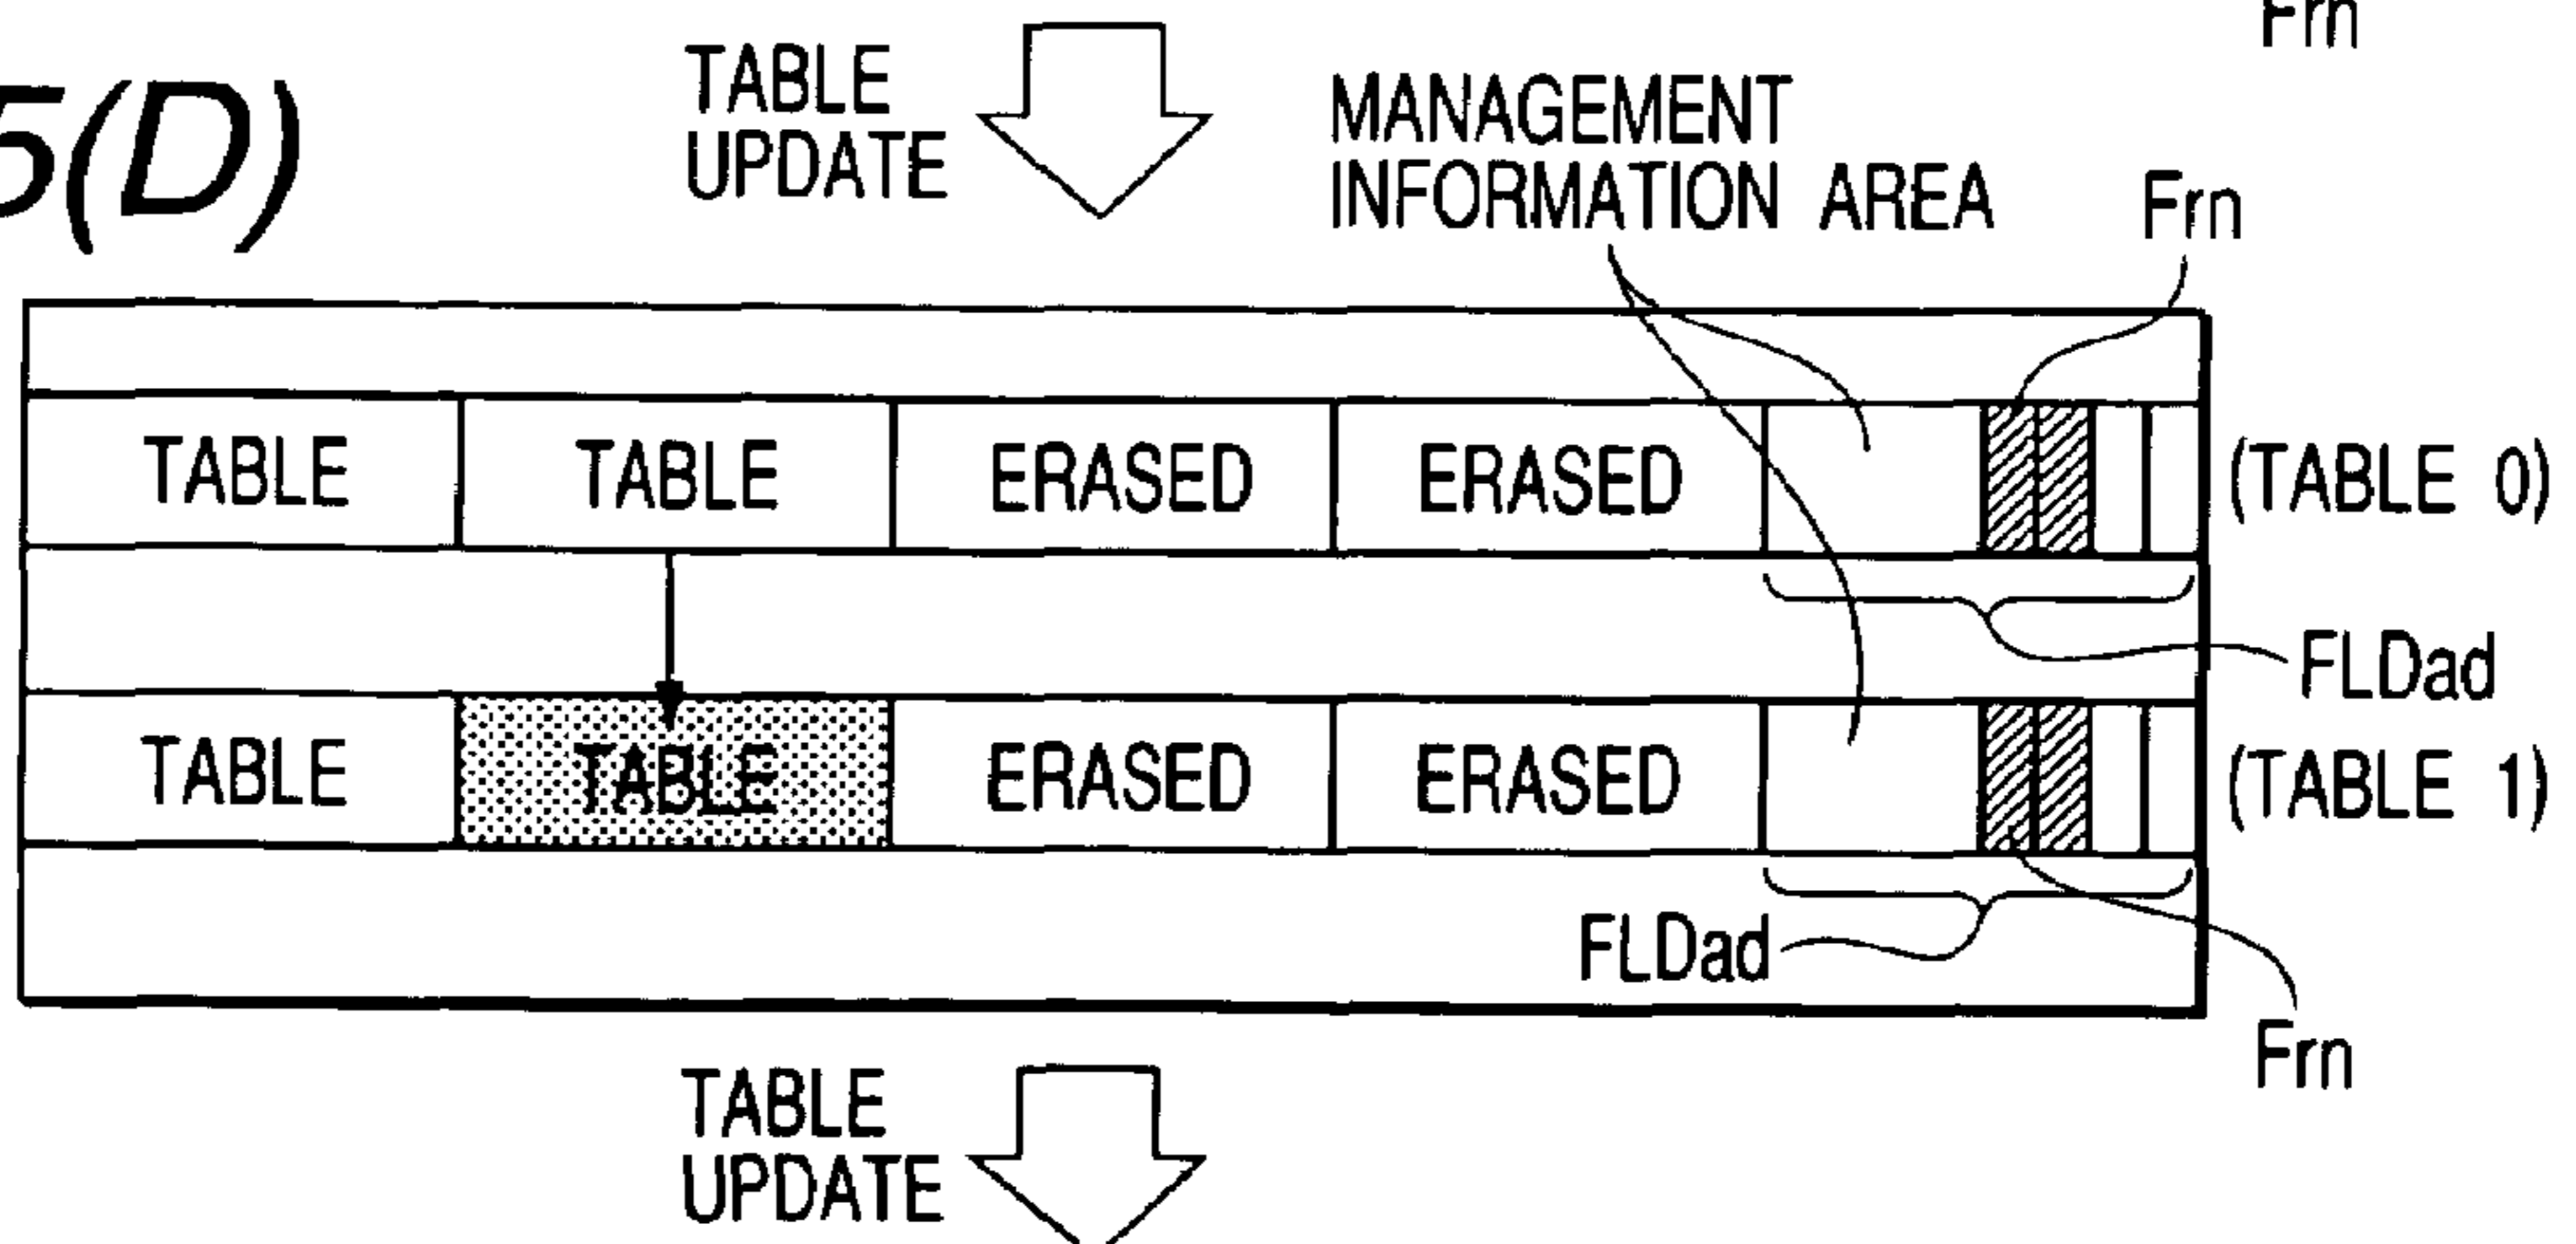 Frn
5(D)
TABLE
UPDATE
MANAGEMENT
INFORMATION AREA
Frn
TABLE TABLE ERASED ERASED (TABLE 0)
FLDad
TABLE TABLE ERASED ERASED (TABLE 1)
FLDad
Frn
TABLE
UPDATE